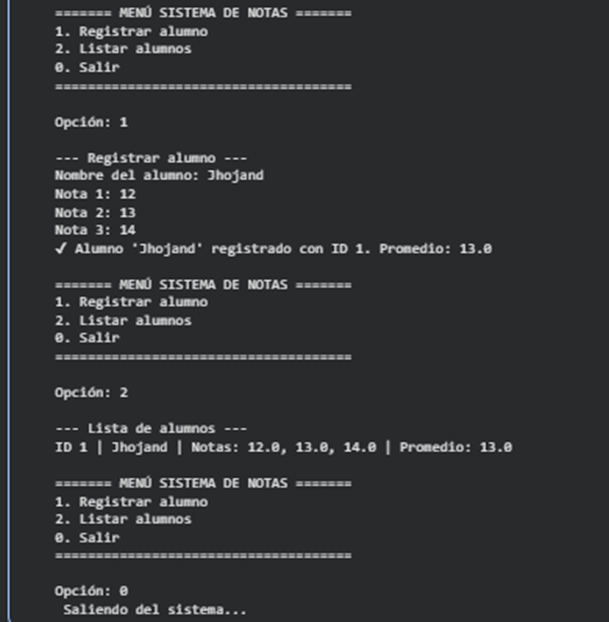 ======= MENÚ SISTEMA DE NOTAS =======
1. Registrar alumno
2. Listar alumnos
0. Salir
=====================================
Opción: 1
--- Registrar alumno ---
Nombre del alumno: Jhojand
Nota 1: 12
Nota 2: 13
Nota 3: 14
✓ Alumno 'Jhojand' registrado con ID 1. Promedio: 13.0
======= MENÚ SISTEMA DE NOTAS =======
1. Registrar alumno
2. Listar alumnos
0. Salir
=====================================
Opción: 2
--- Lista de alumnos ---
ID 1 | Jhojand | Notas: 12.0, 13.0, 14.0 | Promedio: 13.0
======= MENÚ SISTEMA DE NOTAS =======
1. Registrar alumno
2. Listar alumnos
0. Salir
=====================================
Opción: 0
Saliendo del sistema...